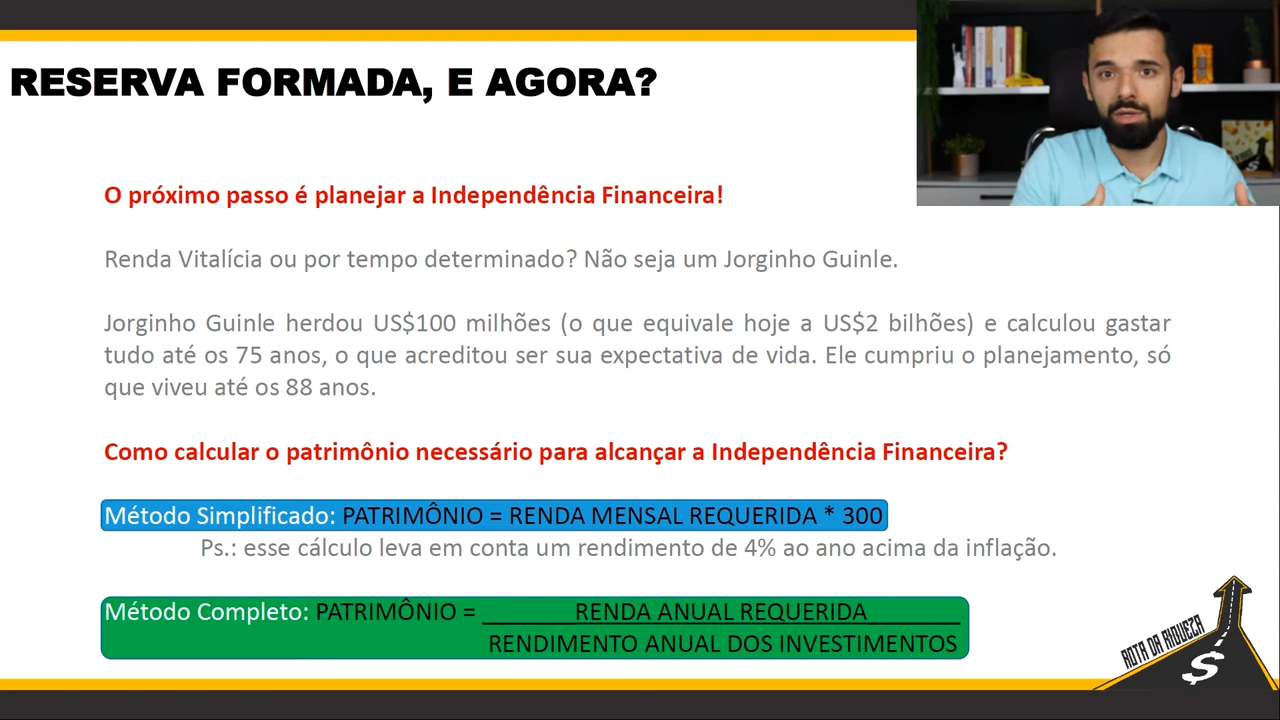 RESERVA FORMADA, E AGORA?
O próximo passo é planejar a Independência Financeira!
Renda Vitalícia ou por tempo determinado? Não seja um Jorginho Guinle.
Jorginho Guinle herdou US$100 milhões (o que equivale hoje a US$2 bilhões) e calculou gastar
tudo até os 75 anos, o que acreditou ser sua expectativa de vida. Ele cumpriu o planejamento, só
que viveu até os 88 anos.
Como calcular o patrimônio necessário para alcançar a Independência Financeira?
Método Simplificado: PATRIMÔNIO = RENDA MENSAL REQUERIDA * 300
Ps.: esse cálculo leva em conta um rendimento de 4% ao ano acima da inflação.
Método Completo: PATRIMÔNIO = RENDA ANUAL REQUERIDA
RENDIMENTO ANUAL DOS INVESTIMENTOS
ROTA DA RIQUEZA
$